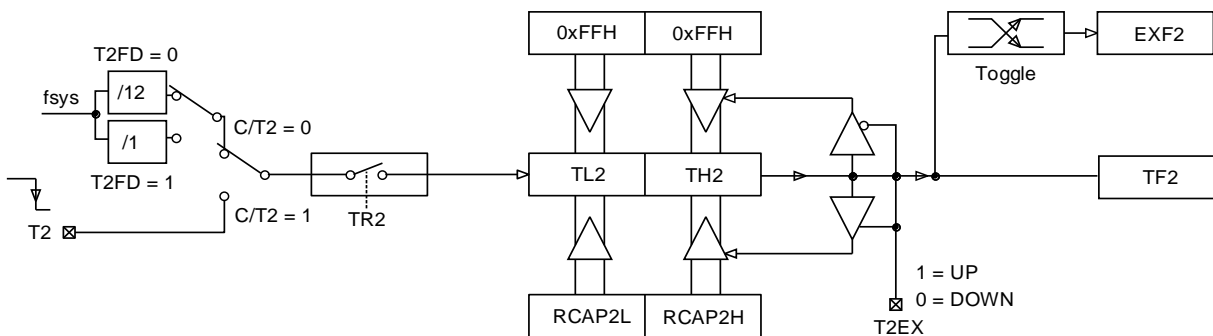 0xFFH 0xFFH
EXF2
Toggle
T2FD = 0
/12
fsys
/1
T2FD = 1
C/T2 = 0
C/T2 = 1
T2
TR2
TL2 TH2
TF2
RCAP2L RCAP2H
1 = UP
0 = DOWN
T2EX